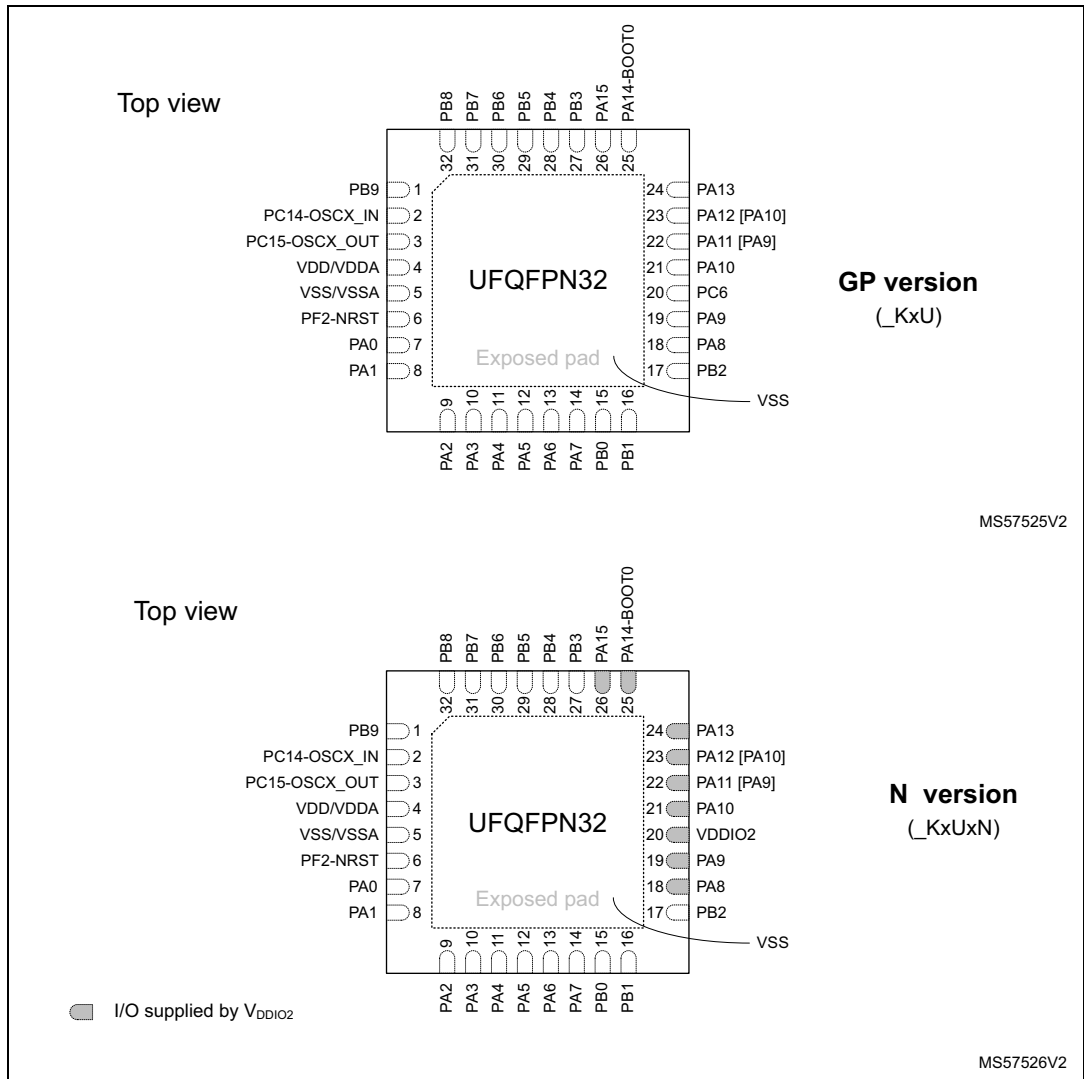 Top view
PB8
PB7
PB6
PB5
PB4
PB3
PA15
PA14-BOOT0
32
31
30
29
28
27
26
25
PB9 1
PC14-OSCX_IN 2
PC15-OSCX_OUT 3
VDD/VDDA 4
VSS/VSSA 5
PF2-NRST 6
PA0 7
PA1 8
UFQFPN32
Exposed pad
24 PA13
23 PA12 [PA10]
22 PA11 [PA9]
21 PA10
20 PC6
19 PA9
18 PA8
17 PB2
VSS
GP version
(_KxU)
9
10
11
12
13
14
15
16
PA2
PA3
PA4
PA5
PA6
PA7
PB0
PB1
MS57525V2
Top view
PB8
PB7
PB6
PB5
PB4
PB3
PA15
PA14-BOOT0
32
31
30
29
28
27
26
25
PB9 1
PC14-OSCX_IN 2
PC15-OSCX_OUT 3
VDD/VDDA 4
VSS/VSSA 5
PF2-NRST 6
PA0 7
PA1 8
UFQFPN32
Exposed pad
24 PA13
23 PA12 [PA10]
22 PA11 [PA9]
21 PA10
20 VDDIO2
19 PA9
18 PA8
17 PB2
VSS
N version
(_KxUxN)
9
10
11
12
13
14
15
16
PA2
PA3
PA4
PA5
PA6
PA7
PB0
PB1
I/O supplied by VDDIO2
MS57526V2